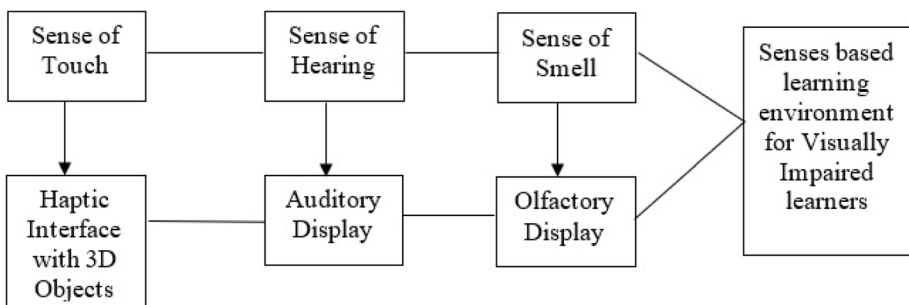 Sense of
Touch
Sense of
Hearing
Sense of
Smell
Senses based
learning
environment
for Visually
Impaired
learners
Haptic
Interface
with 3D
Objects
Auditory
Display
Olfactory
Display